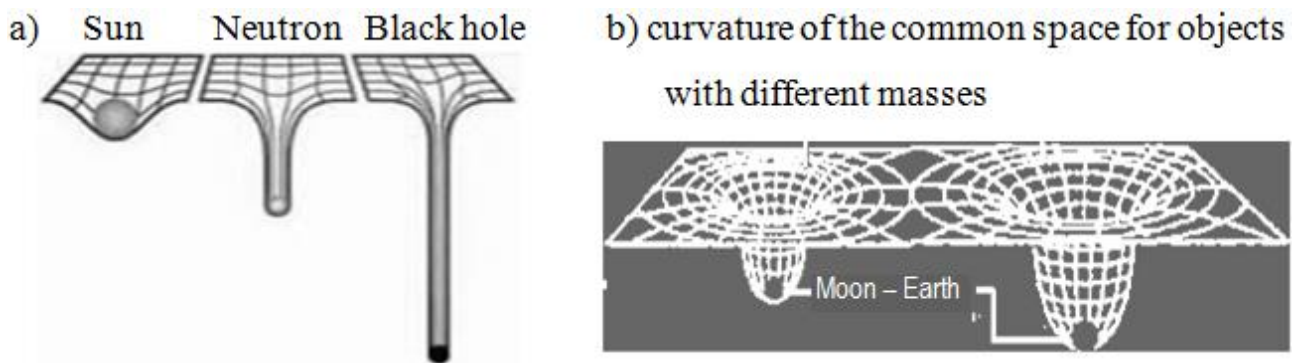 a) Sun Neutron Black hole
b) curvature of the common space for objects
with different masses
Moon – Earth